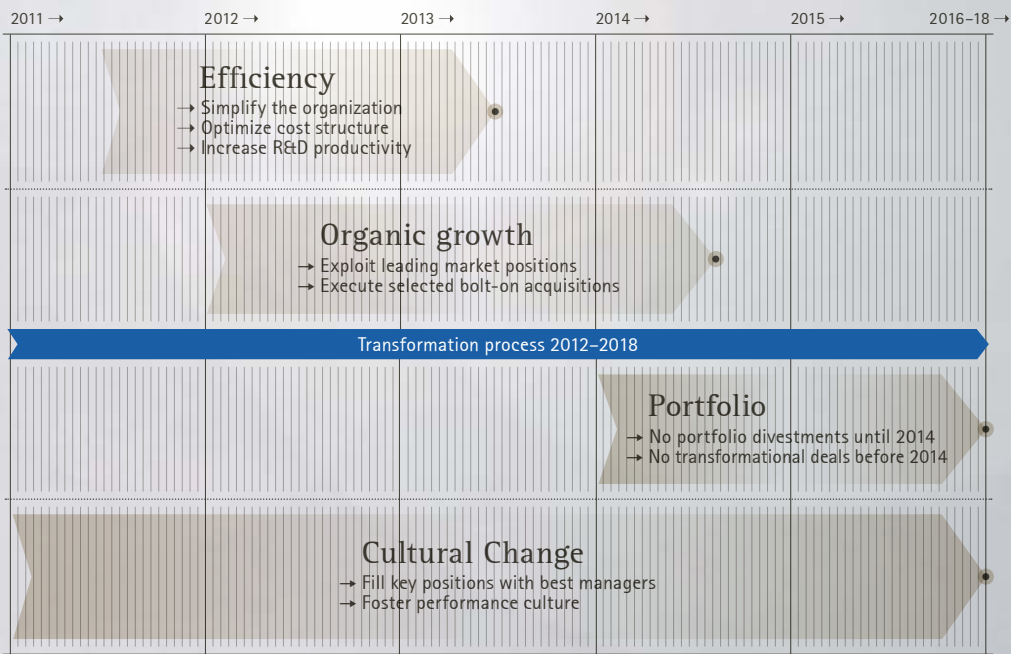 2011 → 2012 → 2013 → 2014 → 2015 → 2016–18 →
Efficiency
→ Simplify the organization
→ Optimize cost structure
→ Increase R&D productivity
Organic growth
→ Exploit leading market positions
→ Execute selected bolt-on acquisitions
Transformation process 2012–2018
Portfolio
→ No portfolio divestments until 2014
→ No transformational deals before 2014
Cultural Change
→ Fill key positions with best managers
→ Foster performance culture